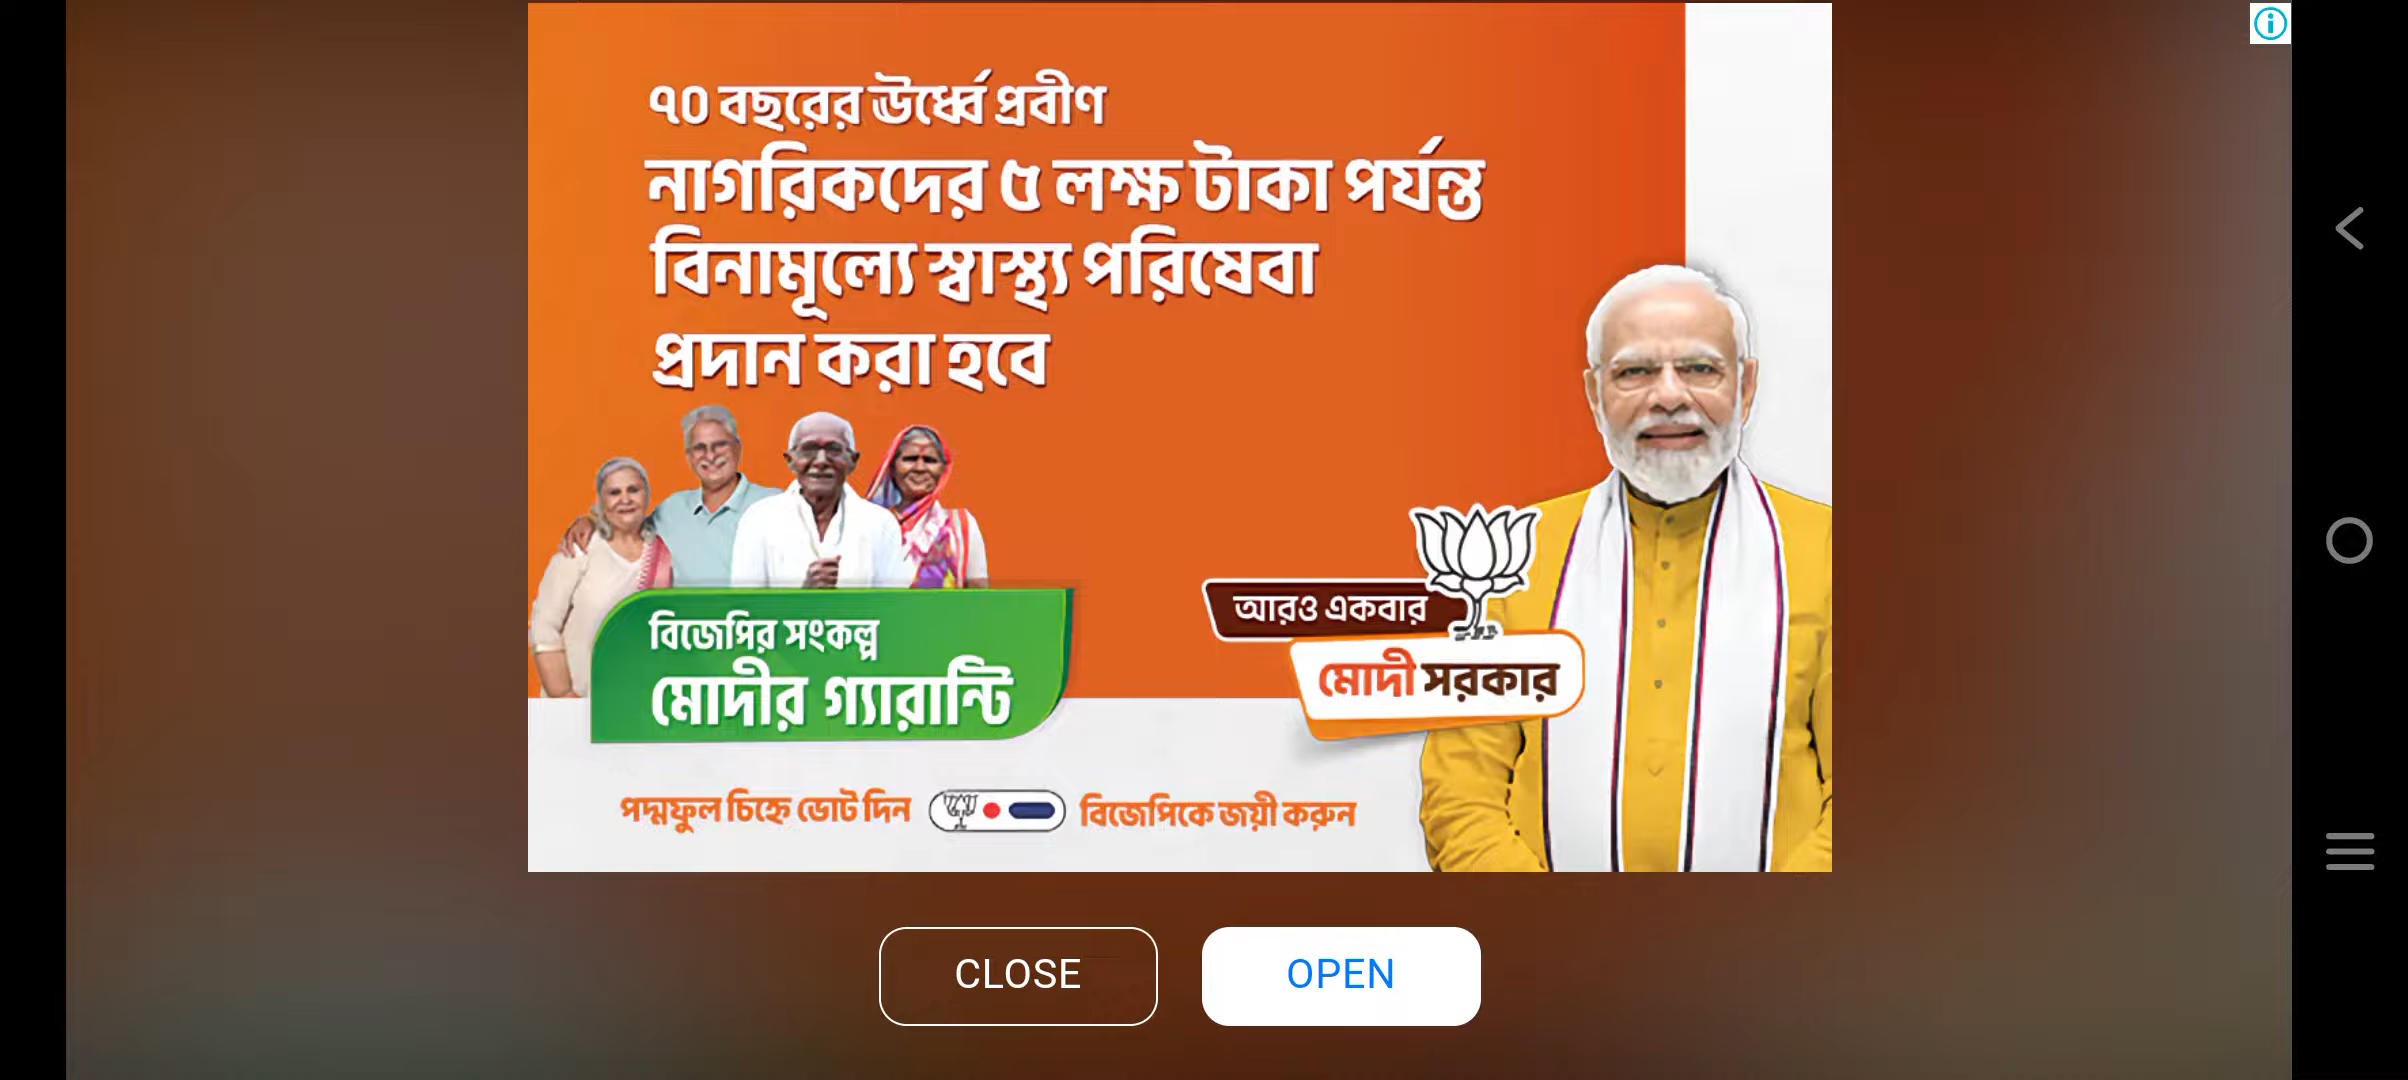 ৭০ বছরের ঊর্ধ্বে প্রবীণ
নাগরিকদের ৫ লক্ষ টাকা পর্যন্ত
বিনামূল্যে স্বাস্থ্য পরিষেবা
প্রদান করা হবে
বিজেপির সংকল্প
মোদীর গ্যারান্টি
আরও একবার
মোদী সরকার
পদ্মফুল চিহ্নে ভোট দিন বিজেপিকে জয়ী করুন
CLOSE OPEN